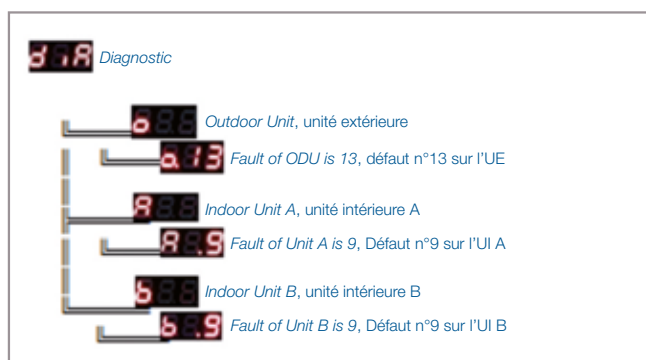 diA Diagnostic
o Outdoor Unit, unité extérieure
o.13 Fault of ODU is 13, défaut n°13 sur l'UE
A Indoor Unit A, unité intérieure A
A .9 Fault of Unit A is 9, Défaut n°9 sur l'UI A
b Indoor Unit B, unité intérieure B
b .9 Fault of Unit B is 9, Défaut n°9 sur l'UI B